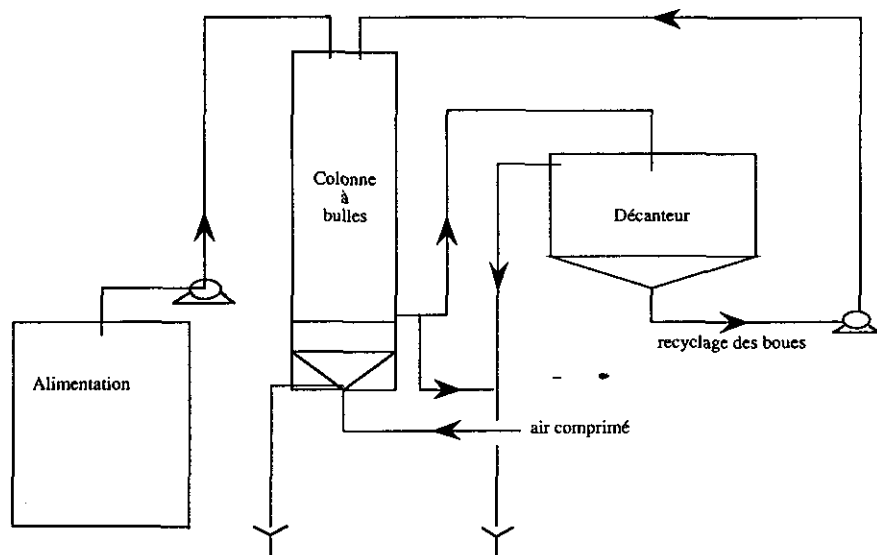 Colonne
à
bulles
Décanteur
recyclage des boues
Alimentation
air comprimé